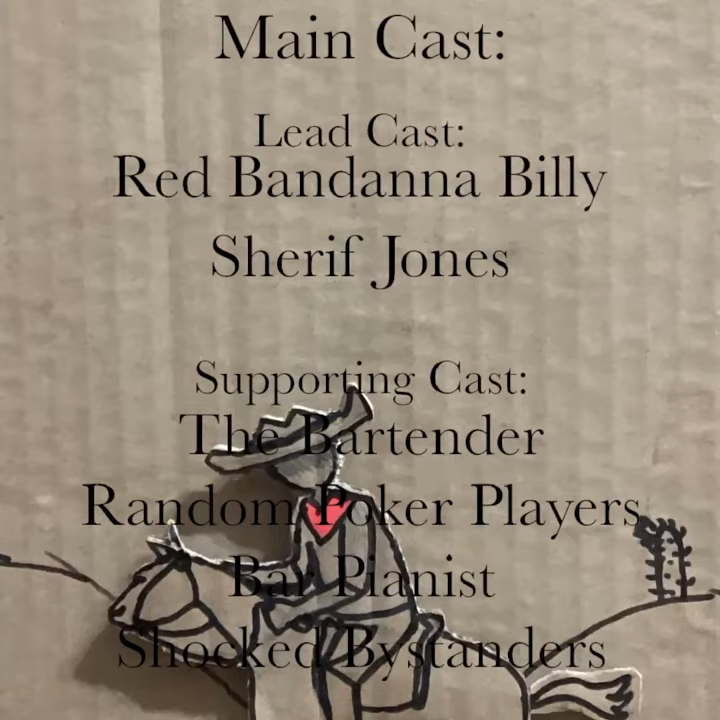 Main Cast:
Lead Cast:
Red Bandanna Billy
Sherif Jones
Supporting Cast:
The Bartender
Random Poker Players
Bar Pianist
Shocked Bystanders